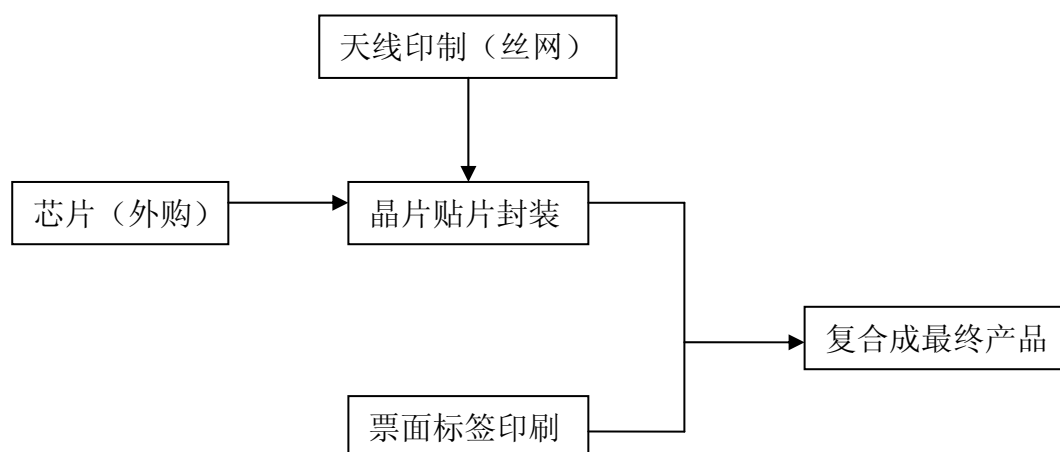 天线印制（丝网）
芯片（外购）
晶片贴片封装
复合成最终产品
票面标签印刷